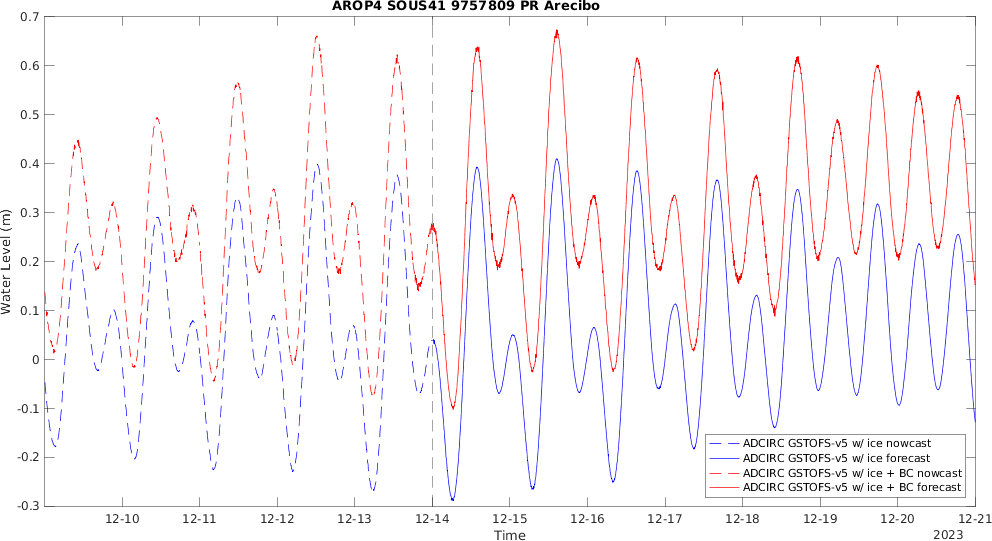 AROP4 SOUS41 9757809 PR Arecibo
0.7
0.6
0.5
0.4
0.3
0.2
0.1
0
-0.1
-0.2
-0.3
Water Level (m)
ADCIRC GSTOFS-v5 w/ ice nowcast
ADCIRC GSTOFS-v5 w/ ice forecast
ADCIRC GSTOFS-v5 w/ ice + BC nowcast
ADCIRC GSTOFS-v5 w/ ice + BC forecast
12-10 12-11 12-12 12-13 12-14 12-15 12-16 12-17 12-18 12-19 12-20 12-21
Time
2023